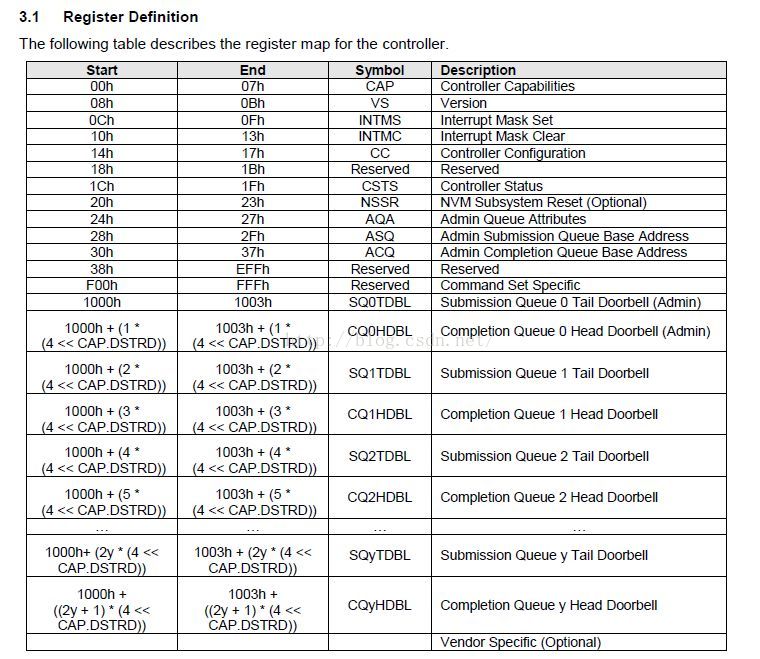 3.1 Register Definition
The following table describes the register map for the controller.
Start End Symbol Description
00h 07h CAP Controller Capabilities
08h 0Bh VS Version
0Ch 0Fh INTMS Interrupt Mask Set
10h 13h INTMC Interrupt Mask Clear
14h 17h CC Controller Configuration
18h 1Bh Reserved Reserved
1Ch 1Fh CSTS Controller Status
20h 23h NSSR NVM Subsystem Reset (Optional)
24h 27h AQA Admin Queue Attributes
28h 2Fh ASQ Admin Submission Queue Base Address
30h 37h ACQ Admin Completion Queue Base Address
38h EFFh Reserved Reserved
F00h FFFh Reserved Command Set Specific
1000h 1003h SQ0TDBL Submission Queue 0 Tail Doorbell (Admin)
1000h + (1 * 1003h + (1 *
(4 << CAP.DSTRD)) (4 << CAP.DSTRD)) CQ0HDBL Completion Queue 0 Head Doorbell (Admin)
http://blog.csdn.net/
1000h + (2 * 1003h + (2 *
(4 << CAP.DSTRD)) (4 << CAP.DSTRD)) SQ1TDBL Submission Queue 1 Tail Doorbell
1000h + (3 * 1003h + (3 *
(4 << CAP.DSTRD)) (4 << CAP.DSTRD)) CQ1HDBL Completion Queue 1 Head Doorbell
1000h + (4 * 1003h + (4 *
(4 << CAP.DSTRD)) (4 << CAP.DSTRD)) SQ2TDBL Submission Queue 2 Tail Doorbell
1000h + (5 * 1003h + (5 *
(4 << CAP.DSTRD)) (4 << CAP.DSTRD)) CQ2HDBL Completion Queue 2 Head Doorbell
… … … …
1000h+ (2y * (4 << 1003h + (2y * (4 <<
CAP.DSTRD)) CAP.DSTRD)) SQyTDBL Submission Queue y Tail Doorbell
1000h + 1003h +
((2y + 1) * (4 << ((2y + 1) * (4 << CQyHDBL Completion Queue y Head Doorbell
CAP.DSTRD)) CAP.DSTRD))
Vendor Specific (Optional)